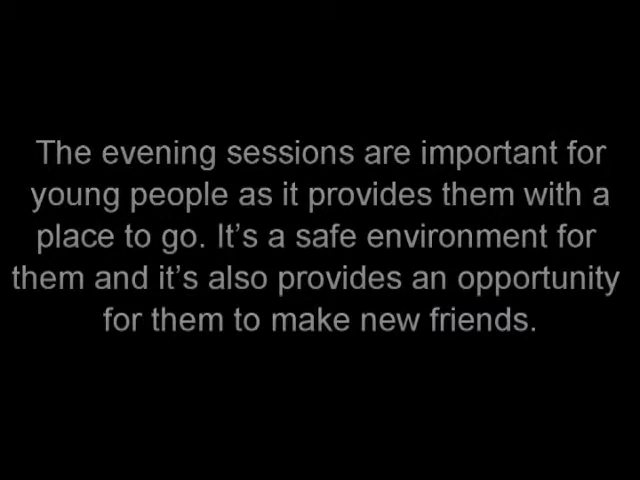 The evening sessions are important for
young people as it provides them with a
place to go. It’s a safe environment for
them and it’s also provides an opportunity
for them to make new friends.